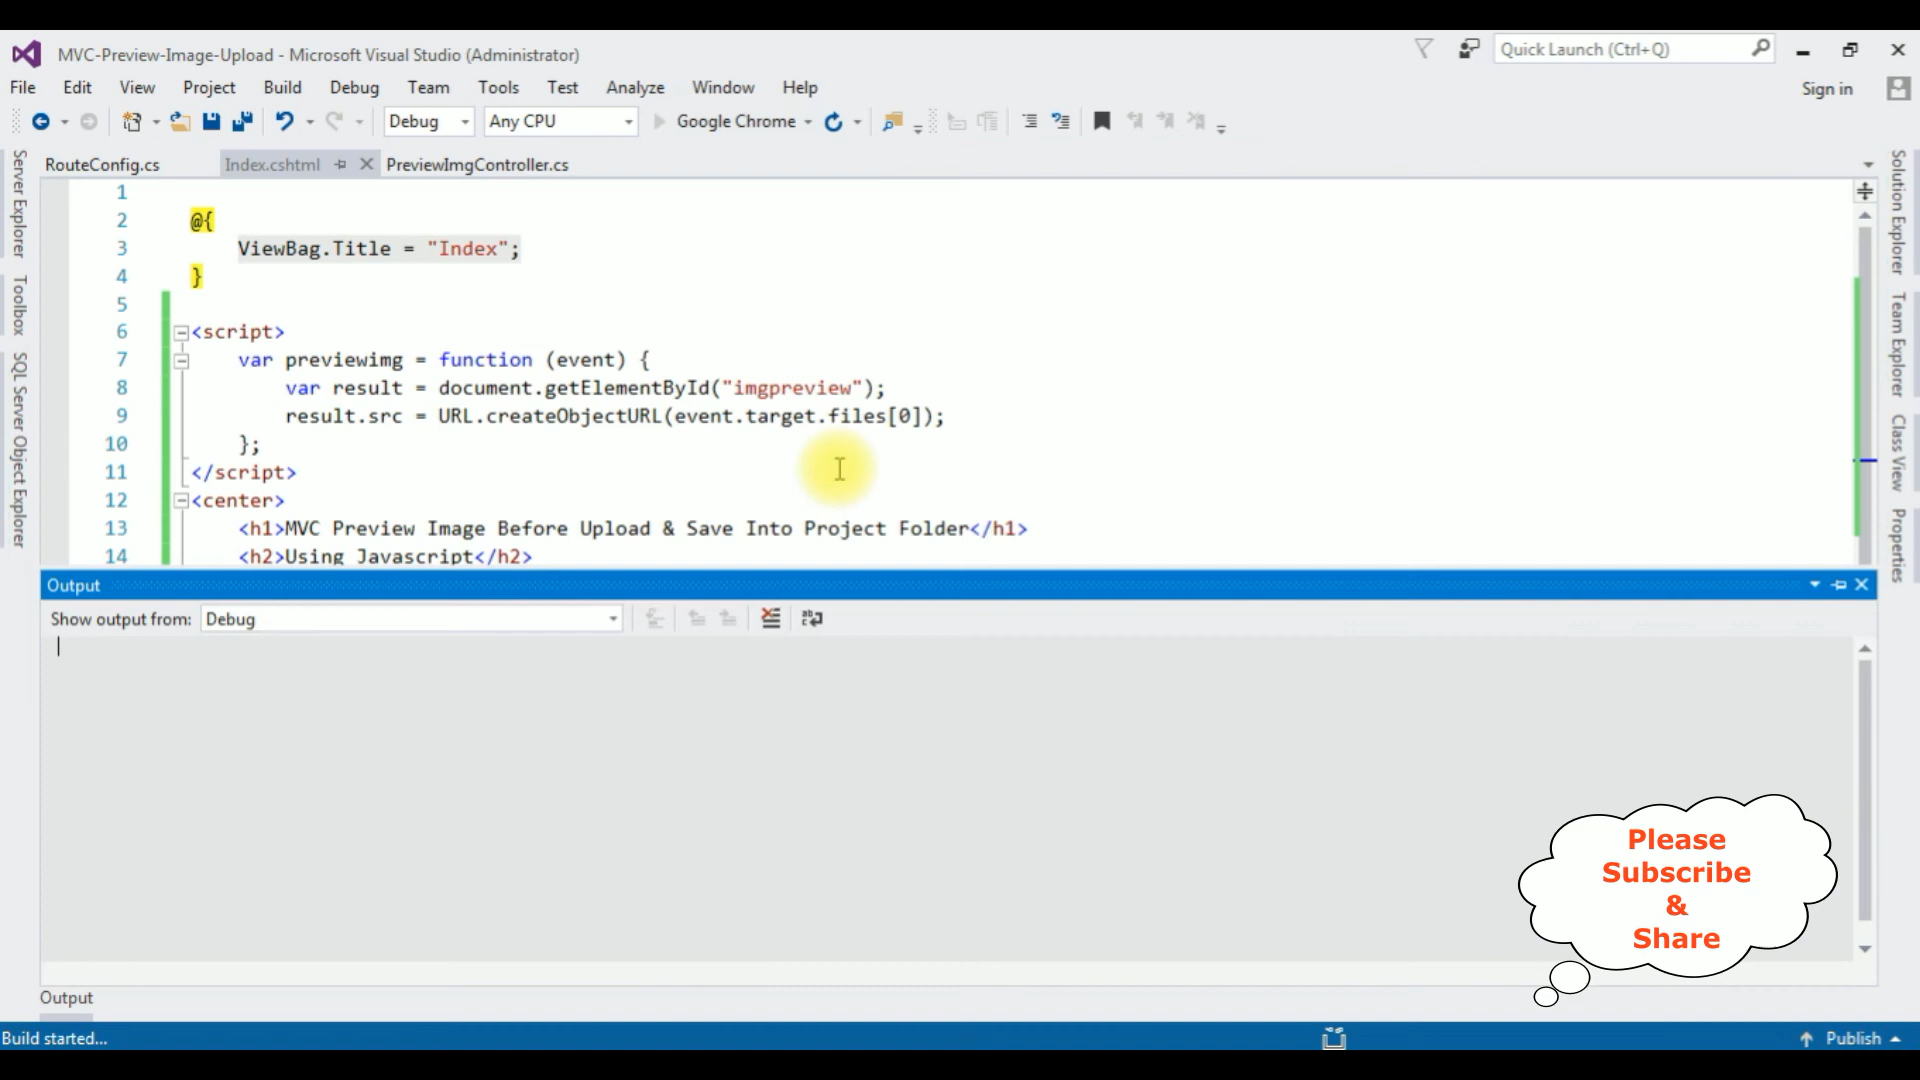 MVC-Preview-Image-Upload - Microsoft Visual Studio (Administrator)
Quick Launch (Ctrl+Q)
File Edit View Project Build Debug Team Tools Test Analyze Window Help
Sign in
Debug Any CPU Google Chrome
RouteConfig.cs Index.cshtml PreviewImgController.cs
Server Explorer
Toolbox
SQL Server Object Explorer
1
2 @{
3 ViewBag.Title = "Index";
4 }
5
6 <script>
7 var previewimg = function (event) {
8 var result = document.getElementById("imgpreview");
9 result.src = URL.createObjectURL(event.target.files[0]);
10 };
11 </script>
12 <center>
13 <h1>MVC Preview Image Before Upload & Save Into Project Folder</h1>
14 <h2>Using Javascript</h2>
Solution Explorer
Team Explorer
Class View
Properties
Output
Show output from: Debug
Please
Subscribe
&
Share
Output
Build started...
Publish